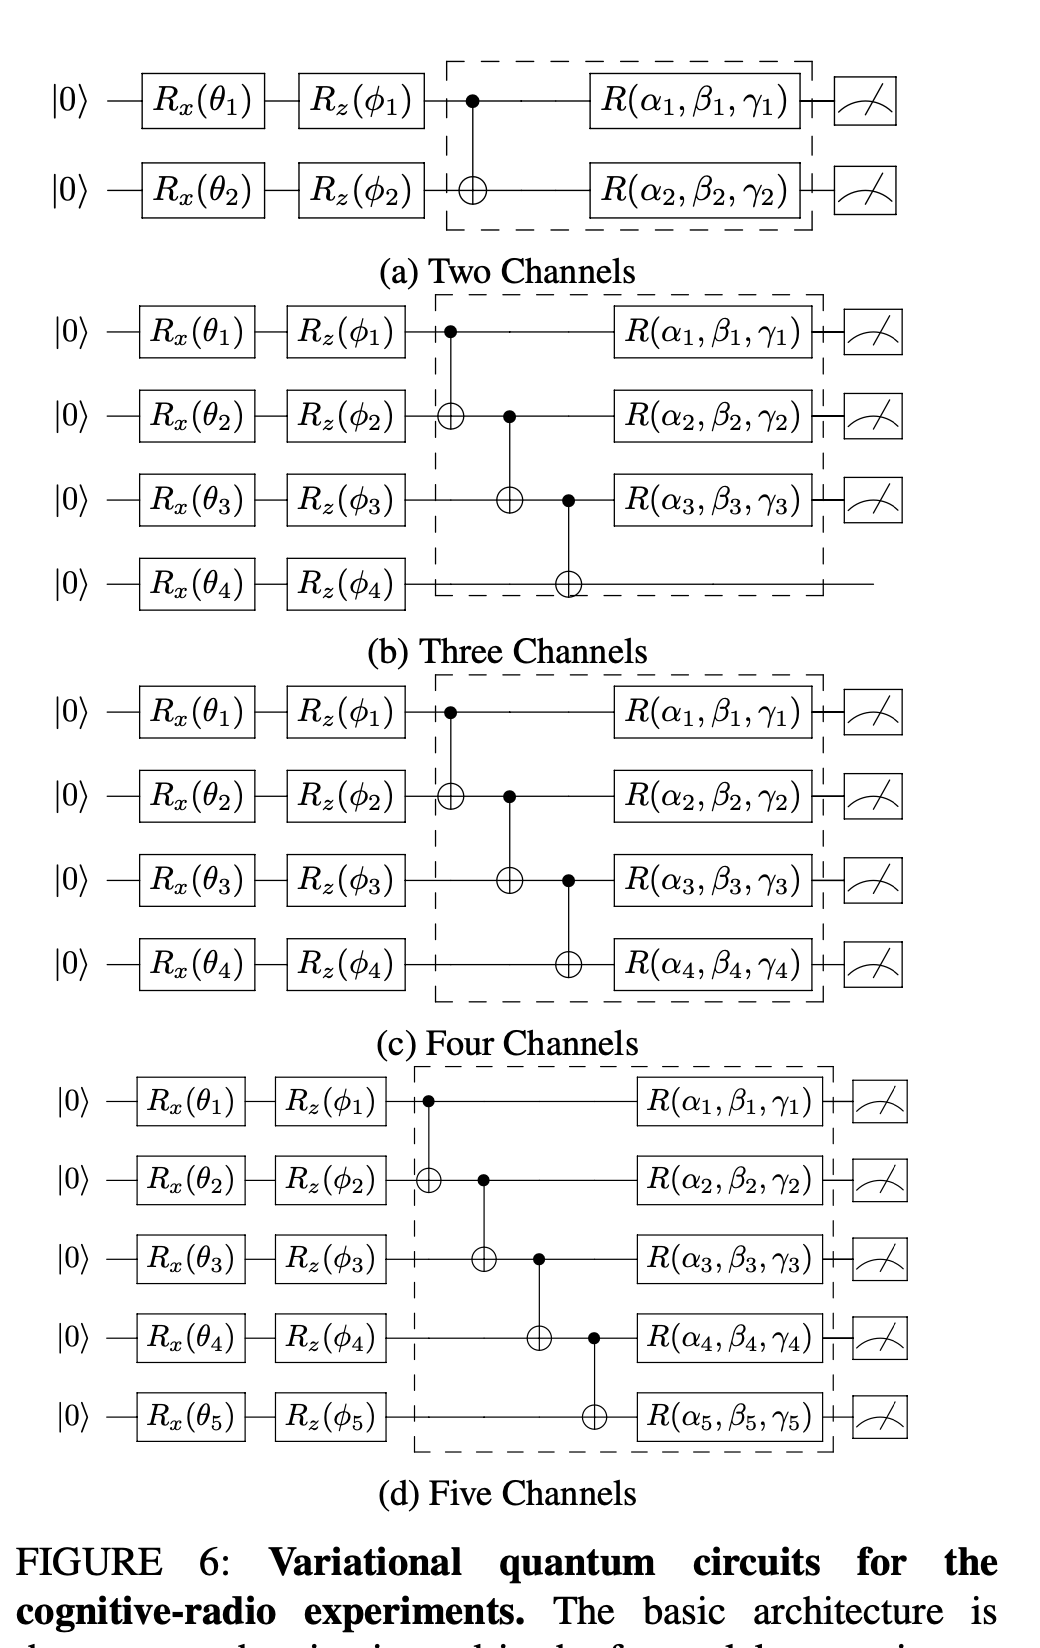 |0⟩ Rx(θ1) Rz(ϕ1) R(α1, β1, γ1)
|0⟩ Rx(θ2) Rz(ϕ2) R(α2, β2, γ2)
(a) Two Channels
|0⟩ Rx(θ1) Rz(ϕ1) R(α1, β1, γ1)
|0⟩ Rx(θ2) Rz(ϕ2) R(α2, β2, γ2)
|0⟩ Rx(θ3) Rz(ϕ3) R(α3, β3, γ3)
|0⟩ Rx(θ4) Rz(ϕ4)
(b) Three Channels
|0⟩ Rx(θ1) Rz(ϕ1) R(α1, β1, γ1)
|0⟩ Rx(θ2) Rz(ϕ2) R(α2, β2, γ2)
|0⟩ Rx(θ3) Rz(ϕ3) R(α3, β3, γ3)
|0⟩ Rx(θ4) Rz(ϕ4) R(α4, β4, γ4)
(c) Four Channels
|0⟩ Rx(θ1) Rz(ϕ1) R(α1, β1, γ1)
|0⟩ Rx(θ2) Rz(ϕ2) R(α2, β2, γ2)
|0⟩ Rx(θ3) Rz(ϕ3) R(α3, β3, γ3)
|0⟩ Rx(θ4) Rz(ϕ4) R(α4, β4, γ4)
|0⟩ Rx(θ5) Rz(ϕ5) R(α5, β5, γ5)
(d) Five Channels
FIGURE 6: Variational quantum circuits for the
cognitive-radio experiments. The basic architecture is